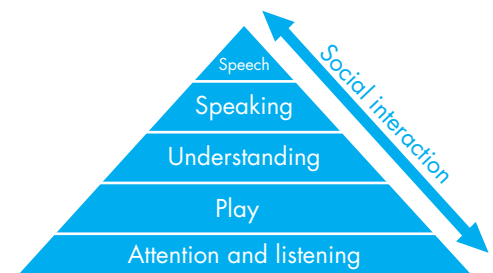 Speech
Speaking
Understanding
Play
Attention and listening
Social interaction